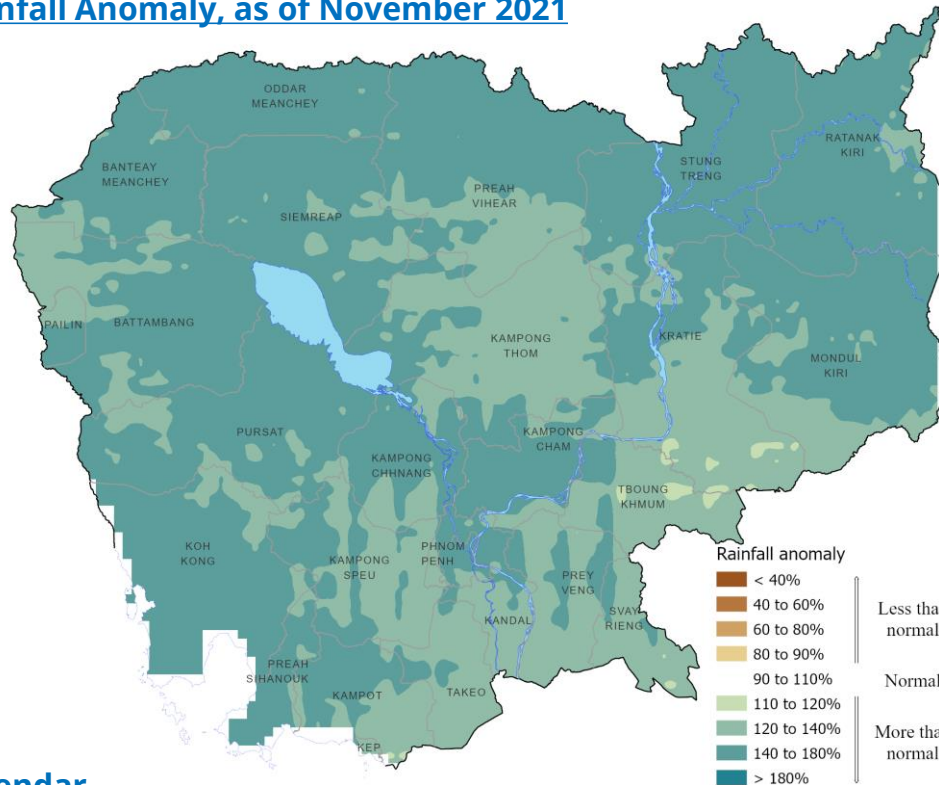 nfall Anomaly, as of November 2021
ODDAR
MEANCHEY
BANTEAY
MEANCHEY
RATANAK
KIRI
STUNG
TRENG
PREAH
VIHEAR
SIEMREAP
PAILIN
BATTAMBANG
KAMPONG
THOM
KRATIE
MONDUL
KIRI
PURSAT
KAMPONG
CHAM
KAMPONG
CHHNANG
TBOUNG
KHMUM
KOH
KONG
KAMPONG
SPEU
PHNOM
PENH
PREY
VENG
KANDAL
SVAY
RIENG
PREAH
SIHANOUK
KAMPOT
TAKEO
KEP
Rainfall anomaly
< 40%
40 to 60%
60 to 80%
80 to 90%
90 to 110%
110 to 120%
120 to 140%
140 to 180%
> 180%
Less tha
normal
Normal
More tha
normal
endar